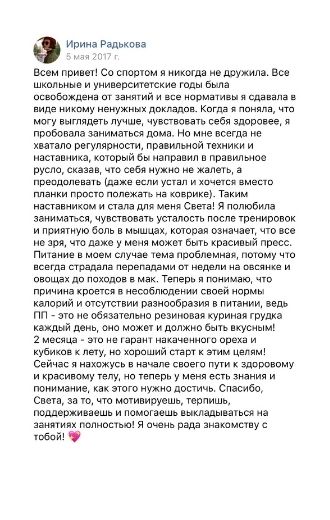 Ирина Радькова
5 мая 2017 г.
Всем привет! Со спортом я никогда не дружила. Все
школьные и университетские годы была
освобождена от занятий и все нормативы я сдавала в
виде никому ненужных докладов. Когда я поняла, что
могу выглядеть лучше, чувствовать себя здоровее, я
пробовала заниматься дома. Но мне всегда не
хватало регулярности, правильной техники и
наставника, который бы направил в правильное
русло, сказав, что себя нужно не жалеть, а
преодолевать (даже если устал и хочется вместо
планки просто полежать на коврике). Таким
наставником и стала для меня Света! Я полюбила
заниматься, чувствовать усталость после тренировок
и приятную боль в мышцах, которая означает, что все
не зря, что даже у меня может быть красивый пресс.
Питание в моем случае тема проблемная, потому что
всегда страдала перепадами от недели на овсянке и
овощах до походов в мак. Теперь я понимаю, что
причина кроется в несоблюдении своей нормы
калорий и отсутствии разнообразия в питании, ведь
ПП - это не обязательно резиновая куриная грудка
каждый день, оно может и должно быть вкусным!
2 месяца - это не гарант накаченного ореха и
кубиков к лету, но хороший старт к этим целям!
Сейчас я нахожусь в начале своего пути к здоровому
и красивому телу, но теперь у меня есть знания и
понимание, как этого нужно достичь. Спасибо,
Света, за то, что мотивируешь, терпишь,
поддерживаешь и помогаешь выкладываться на
занятиях полностью! Я очень рада знакомству с
тобой! 💖